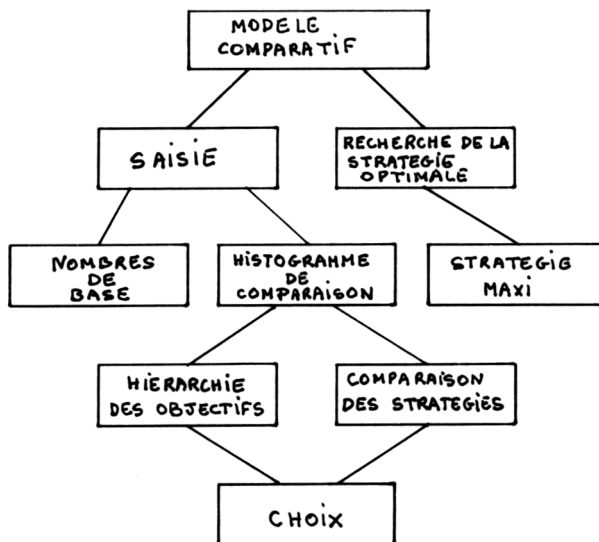 MODELE
COMPARATIF
SAISIE
RECHERCHE DE LA
STRATEGIE
OPTIMALE
NOMBRES
DE
BASE
HISTOGRAMME
DE
COMPARAISON
STRATEGIE
MAXI
HIERARCHIE
DES OBJECTIFS
COMPARAISON
DES STRATEGIES
CHOIX